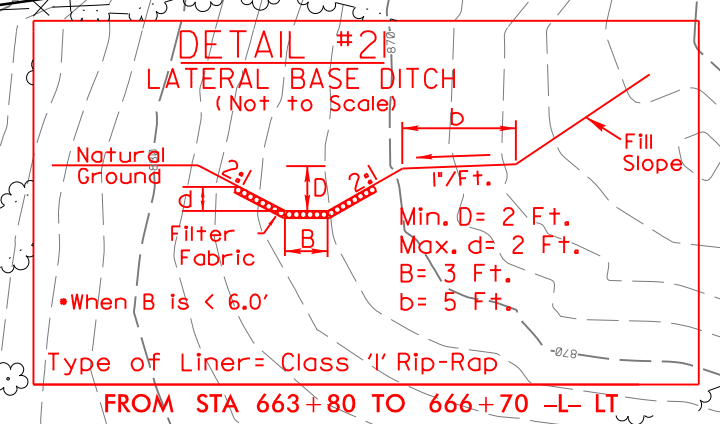 DETAIL #21
LATERAL BASE DITCH
(Not to Scale)
870
b
Natural
Ground
2:1
D
2:1
1"/Ft.
Fill
Slope
d
Filter
Fabric
B
Min. D= 2 Ft.
Max. d= 2 Ft.
B= 3 Ft.
b= 5 Ft.
*When B is < 6.0'
870
Type of Liner= Class 'I' Rip-Rap
FROM STA 663+80 TO 666+70 -L- LT